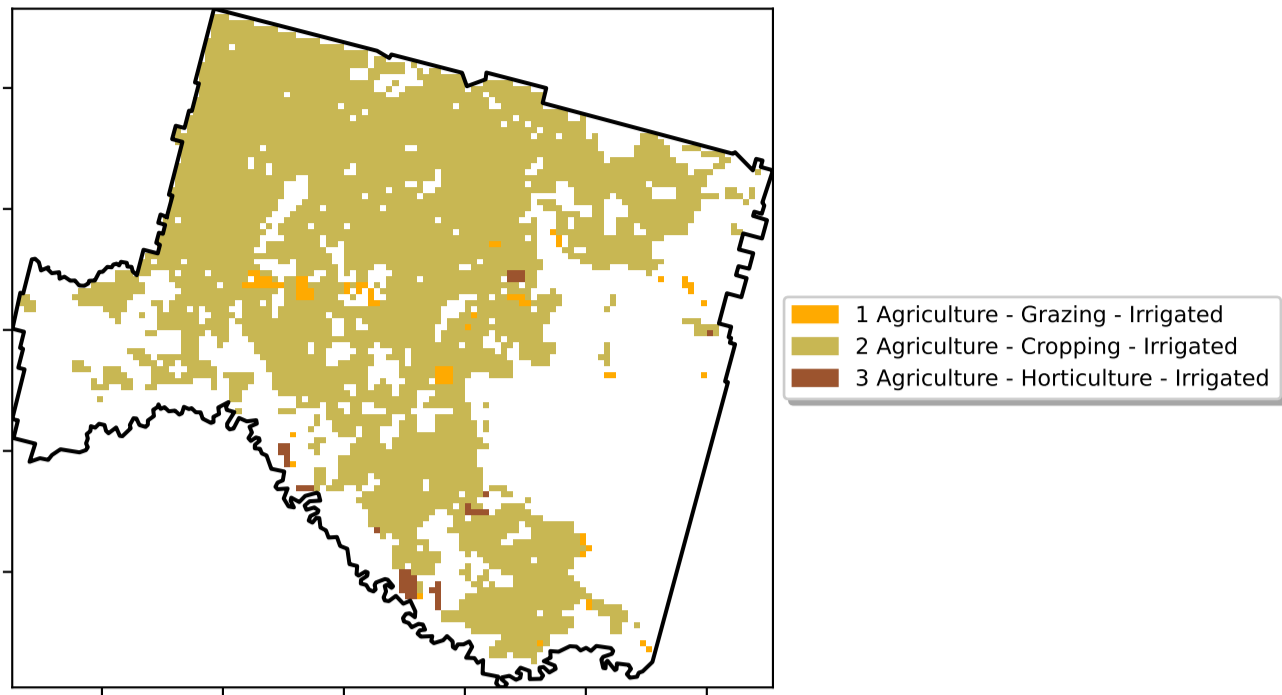 1 Agriculture - Grazing - Irrigated
2 Agriculture - Cropping - Irrigated
3 Agriculture - Horticulture - Irrigated